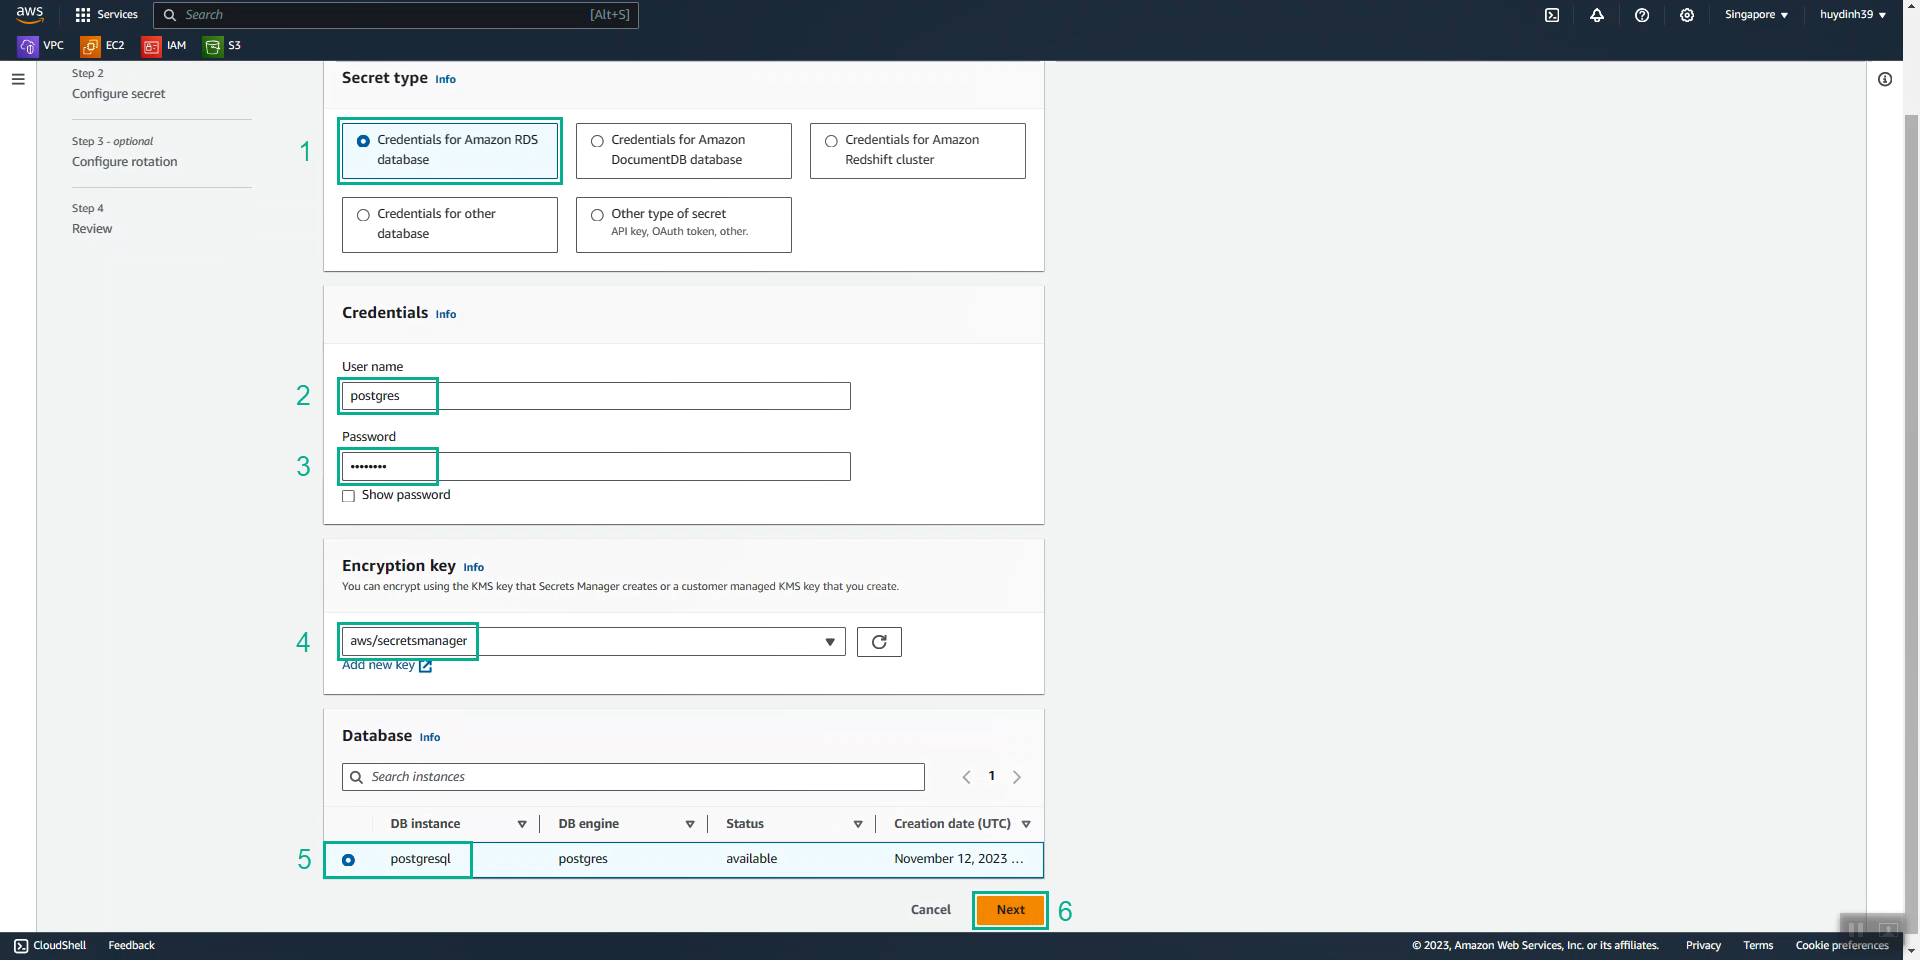 aws
Services
Search
[Alt+S]
Singapore
huydinh39
VPC
EC2
IAM
S3
Step 2
Configure secret
Step 3 - optional
Configure rotation
Step 4
Review
Secret type Info
1
Credentials for Amazon RDS
database
Credentials for Amazon
DocumentDB database
Credentials for Amazon
Redshift cluster
Credentials for other
database
Other type of secret
API key, OAuth token, other.
Credentials Info
User name
2
postgres
Password
3
••••••••
Show password
Encryption key Info
You can encrypt using the KMS key that Secrets Manager creates or a customer managed KMS key that you create.
4
aws/secretsmanager
Add new key
Database Info
Search instances
1
DB instance
DB engine
Status
Creation date (UTC)
5
postgresql
postgres
available
November 12, 2023 ...
Cancel
Next
6
CloudShell
Feedback
© 2023, Amazon Web Services, Inc. or its affiliates.
Privacy
Terms
Cookie preferences